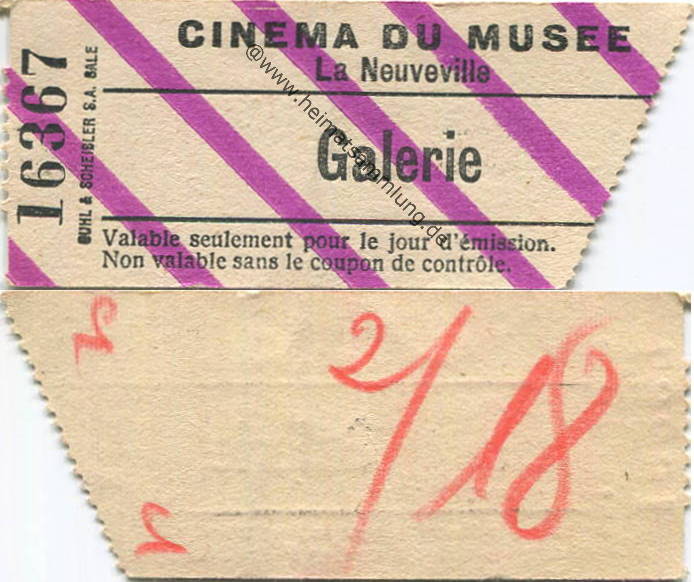 CINEMA DU MUSEE
La Neuveville
Galerie
Valable seulement pour le jour d'émission.
Non valable sans le coupon de contrôle.
16367
GUHL & SCHEIBLER S.A. BALE
@www.heimatsammlung.de
2/18